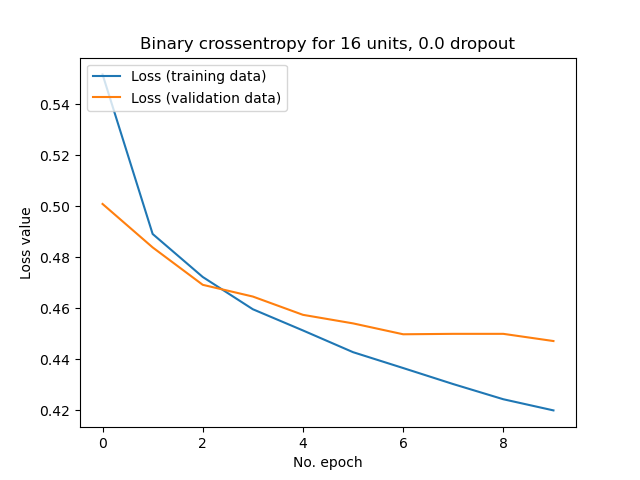 Binary crossentropy for 16 units, 0.0 dropout
Loss (training data)
Loss (validation data)
0.54
0.52
0.50
0.48
0.46
0.44
0.42
Loss value
0 2 4 6 8
No. epoch